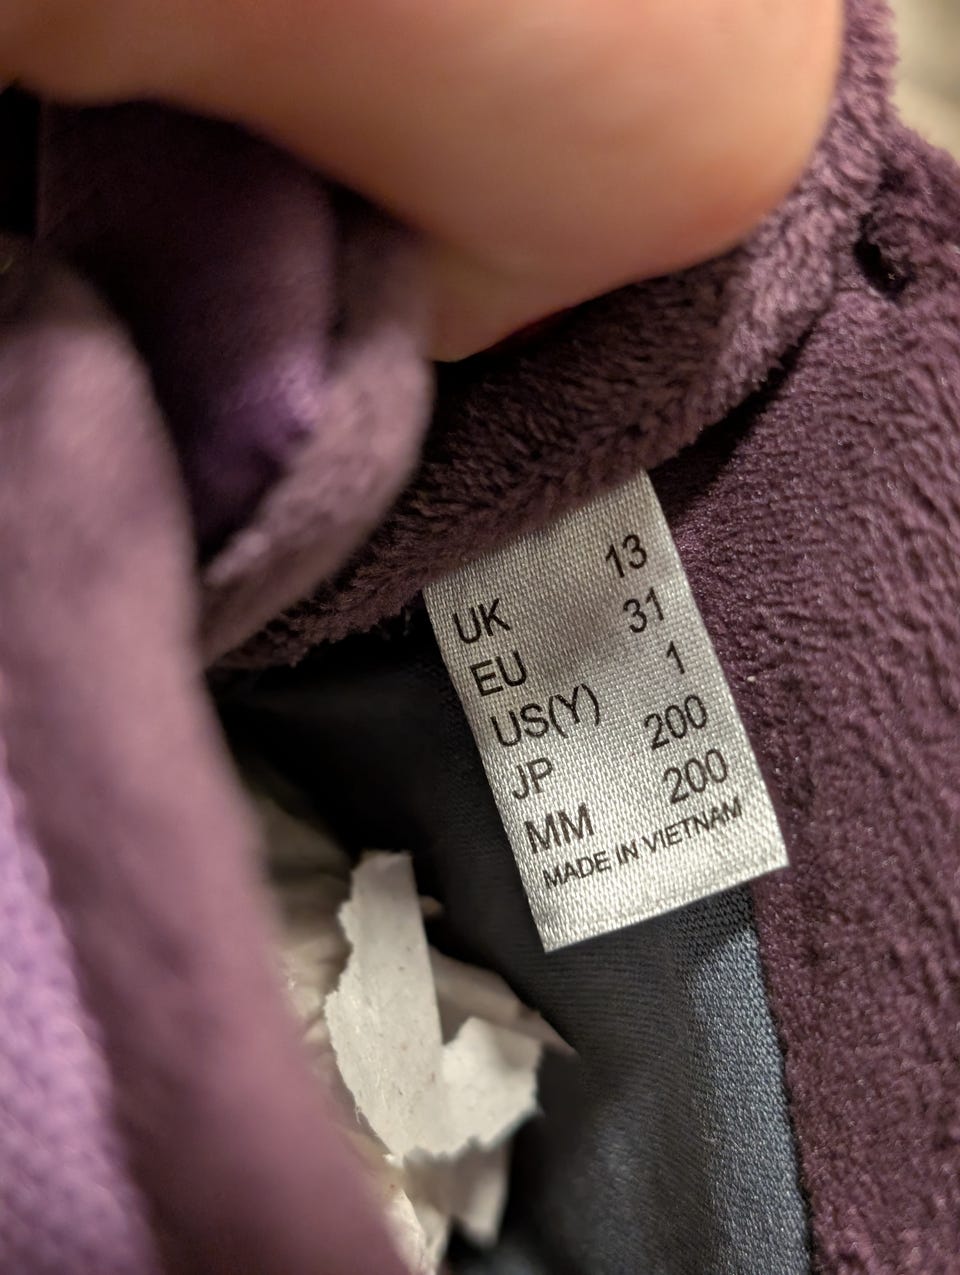 UK 13
EU 31
US(Y) 1
JP 200
MM 200
MADE IN VIETNAM